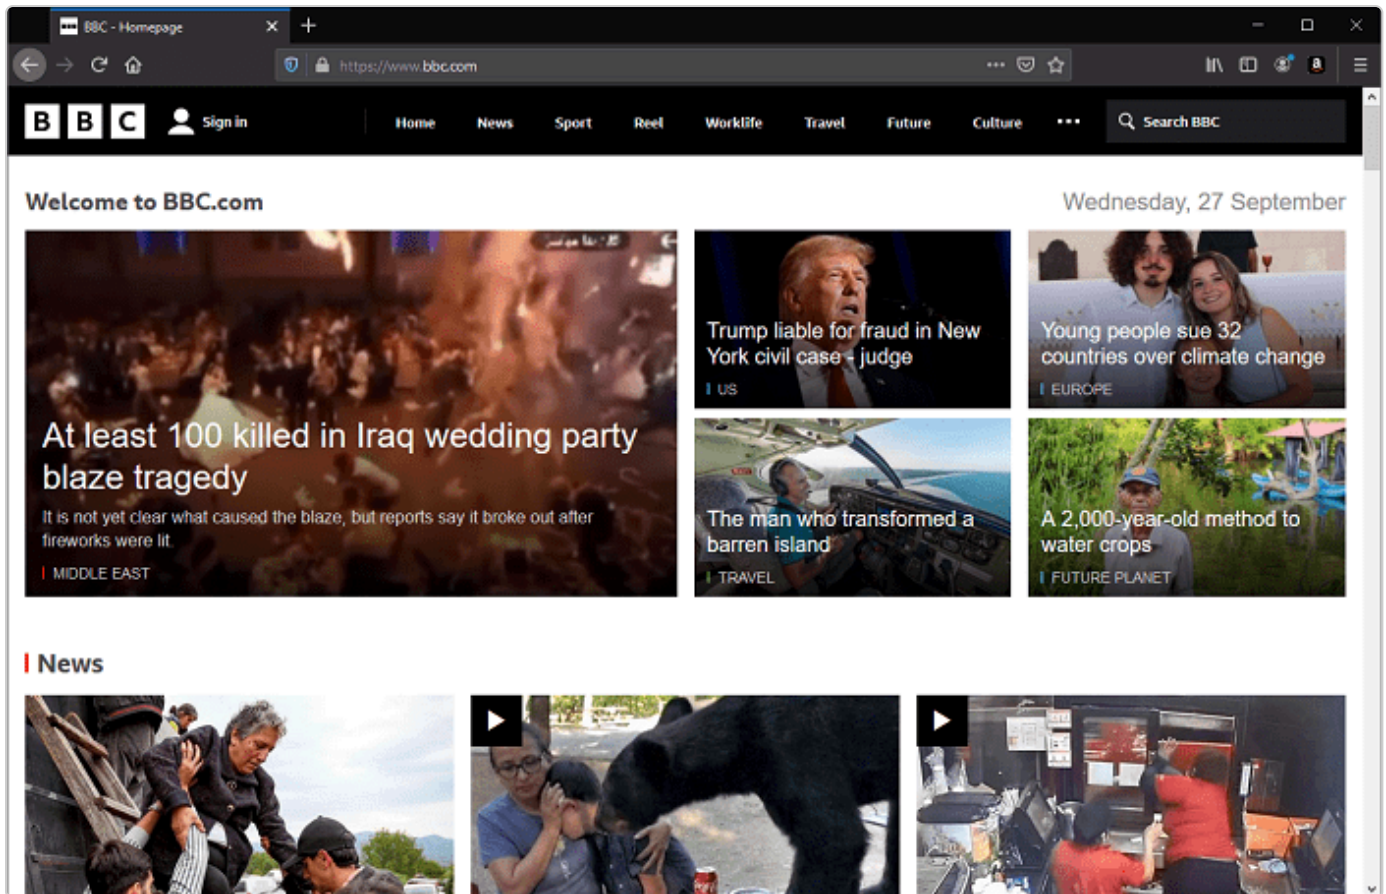 BBC - Homepage
https://www.bbc.com
BBC
Sign in
Home
News
Sport
Reel
Worklife
Travel
Future
Culture
Search BBC
Welcome to BBC.com
Wednesday, 27 September
At least 100 killed in Iraq wedding party
blaze tragedy
It is not yet clear what caused the blaze, but reports say it broke out after
fireworks were lit.
MIDDLE EAST
Trump liable for fraud in New
York civil case - judge
US
Young people sue 32
countries over climate change
EUROPE
The man who transformed a
barren island
TRAVEL
A 2,000-year-old method to
water crops
FUTURE PLANET
News